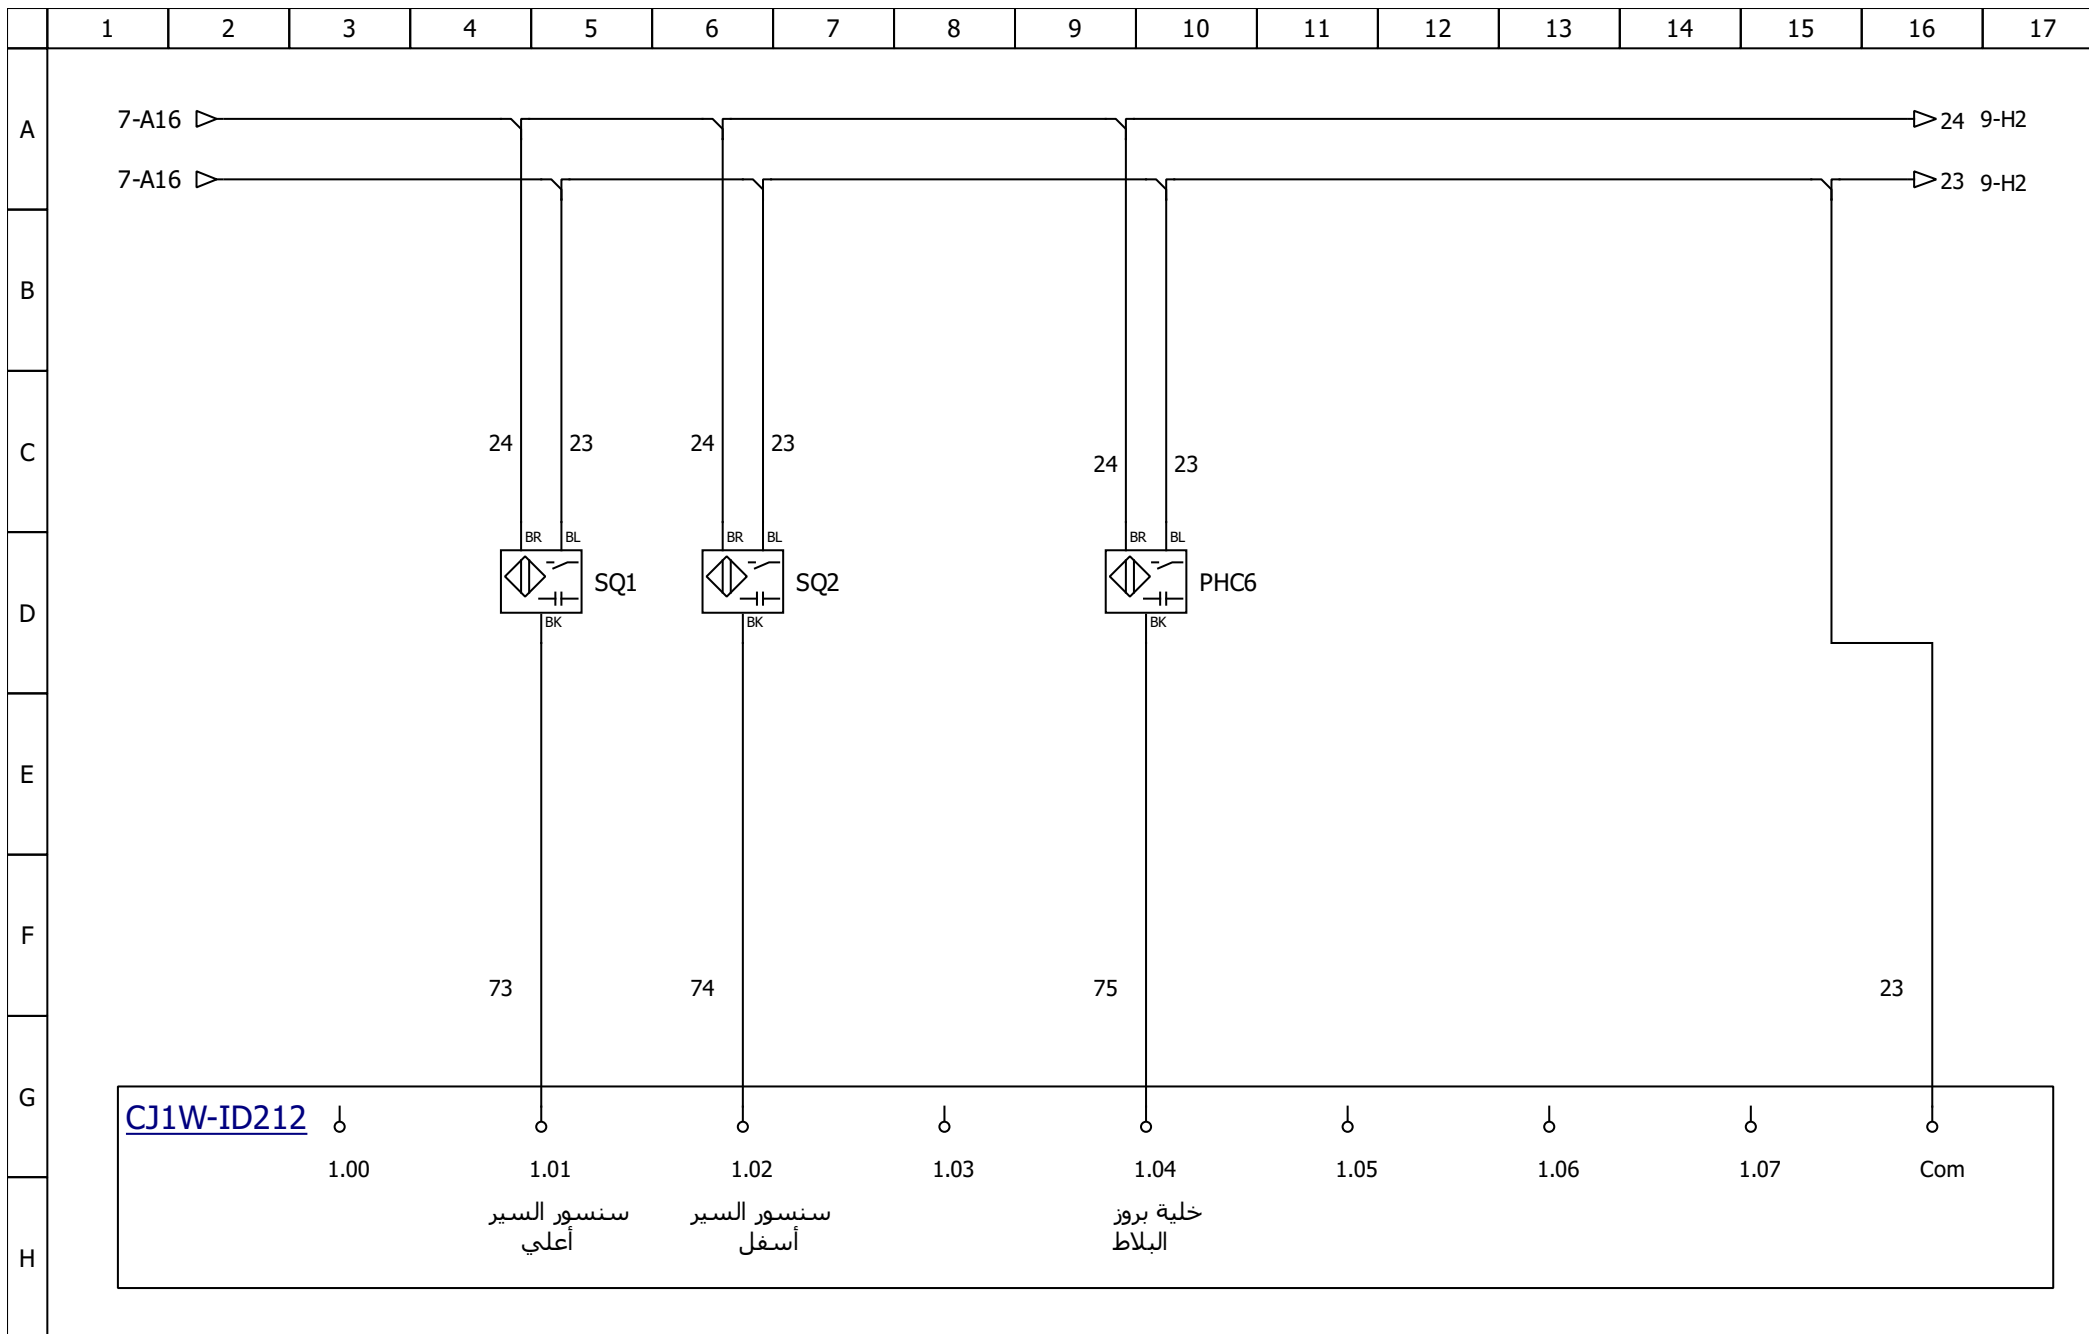 1 2 3 4 5 6 7 8 9 10 11 12 13 14 15 16 17
A
7-A16 24 9-H2
7-A16 23 9-H2
B
C
24 23 24 23 24 23
BR BL BR BL BR BL
SQ1 SQ2 PHC6
D
BK BK BK
E
F
73 74 75 23
G
CJ1W-ID212
1.00 1.01 1.02 1.03 1.04 1.05 1.06 1.07 Com
سنسور السير
أعلي
سنسور السير
أسفل
خلية بروز
البلاط
H